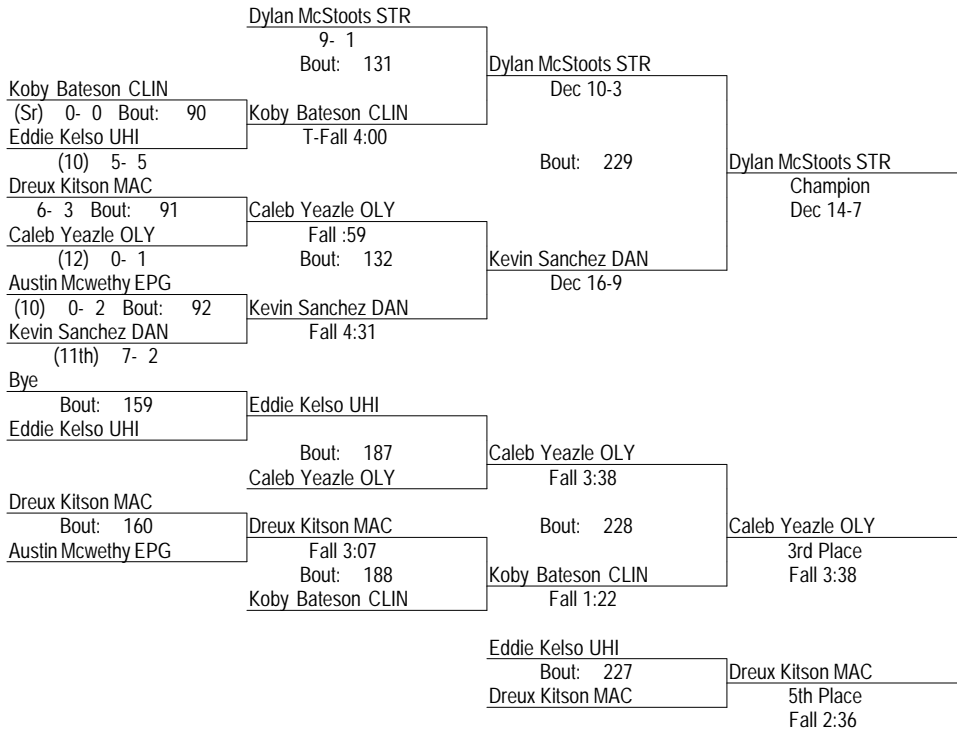 Dylan McStoots STR
9- 1
Bout: 131
Dylan McStoots STR
Dec 10-3
Koby Bateson CLIN
(Sr) 0- 0 Bout: 90
Koby Bateson CLIN
Eddie Kelso UHI
T-Fall 4:00
(10) 5- 5
Bout: 229
Dylan McStoots STR
Dreux Kitson MAC
Champion
6- 3 Bout: 91
Caleb Yeazle OLY
Dec 14-7
Caleb Yeazle OLY
Fall :59
(12) 0- 1
Bout: 132
Kevin Sanchez DAN
Austin Mcwethy EPG
Dec 16-9
(10) 0- 2 Bout: 92
Kevin Sanchez DAN
Kevin Sanchez DAN
Fall 4:31
(11th) 7- 2
Bye
Bout: 159
Eddie Kelso UHI
Eddie Kelso UHI
Bout: 187
Caleb Yeazle OLY
Caleb Yeazle OLY
Fall 3:38
Dreux Kitson MAC
Bout: 160
Dreux Kitson MAC
Bout: 228
Caleb Yeazle OLY
Austin Mcwethy EPG
Fall 3:07
3rd Place
Bout: 188
Koby Bateson CLIN
Fall 3:38
Koby Bateson CLIN
Fall 1:22
Eddie Kelso UHI
Bout: 227
Dreux Kitson MAC
Dreux Kitson MAC
5th Place
Fall 2:36